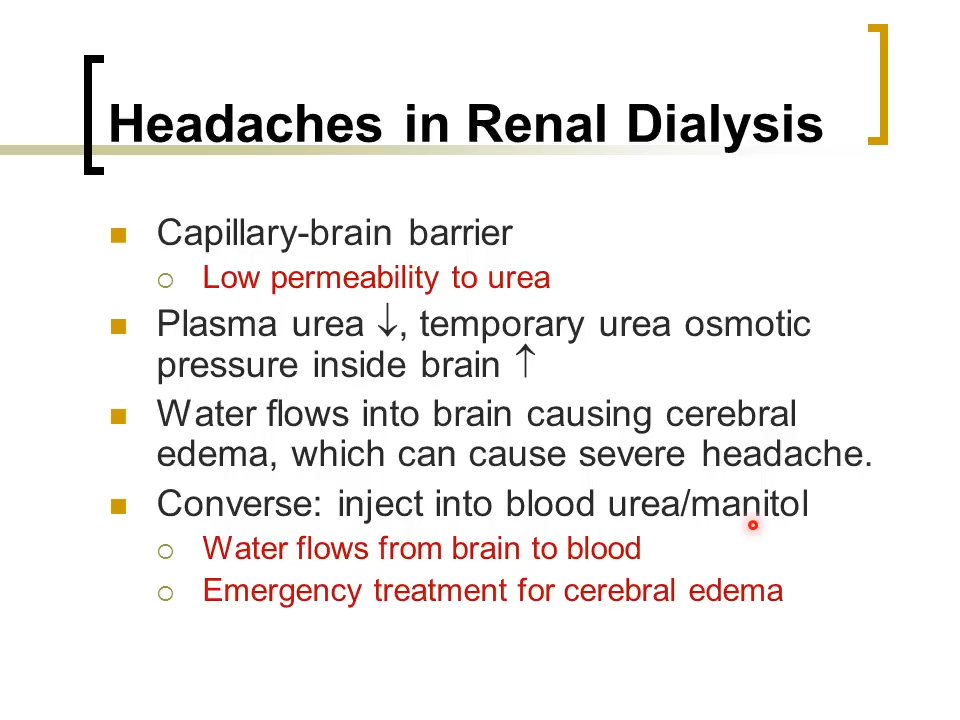 Headaches in Renal Dialysis
Capillary-brain barrier
Low permeability to urea
Plasma urea ↓, temporary urea osmotic
pressure inside brain ↑
Water flows into brain causing cerebral
edema, which can cause severe headache.
Converse: inject into blood urea/manitol
Water flows from brain to blood
Emergency treatment for cerebral edema